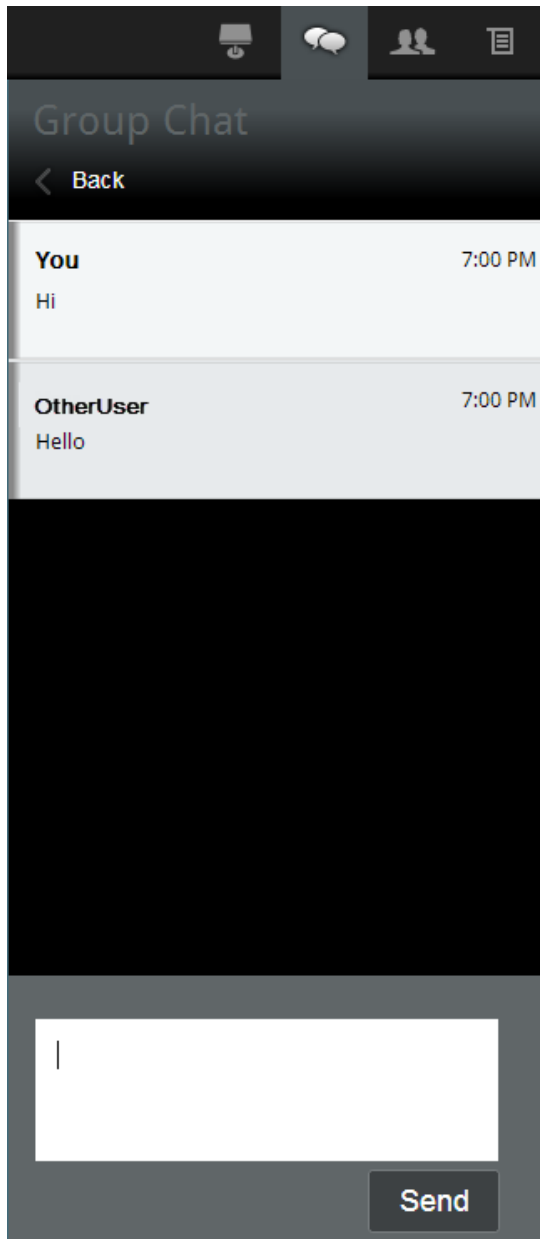 Group Chat
Back
You 7:00 PM
Hi
OtherUser 7:00 PM
Hello
Send